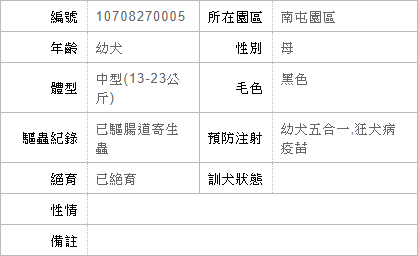 編號 10708270005 所在園區 南屯園區
年齡 幼犬 性別 母
體型 中型(13-23公斤) 毛色 黑色
驅蟲紀錄 已驅腸道寄生蟲 預防注射 幼犬五合一,狂犬病疫苗
絕育 已絕育 訓犬狀態
性情
備註